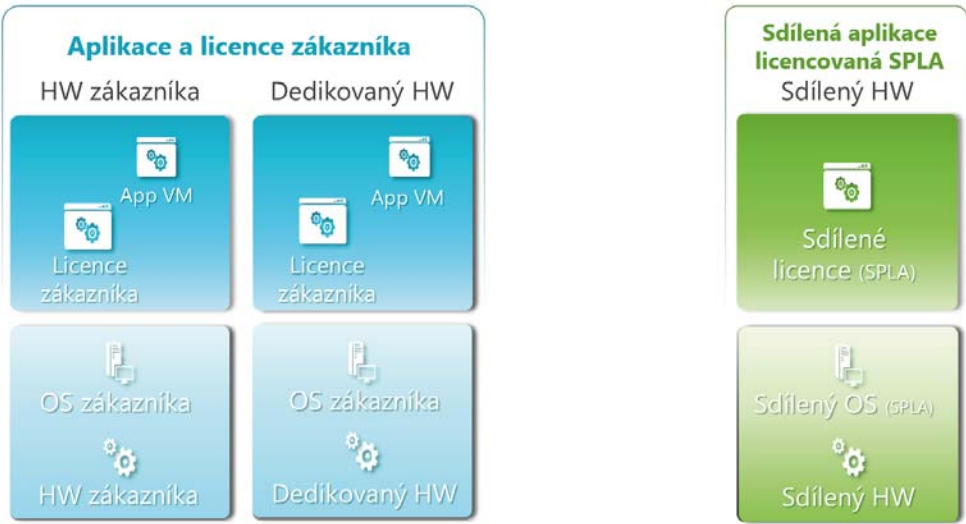 Aplikace a licence zákazníka
HW zákazníka
Dedikovaný HW
App VM
Licence
zákazníka
App VM
Licence
zákazníka
OS zákazníka
HW zákazníka
OS zákazníka
Dedikovaný HW
Sdílená aplikace
licencovaná SPLA
Sdílený HW
Sdílené
licence (SPLA)
Sdílený OS (SPLA)
Sdílený HW